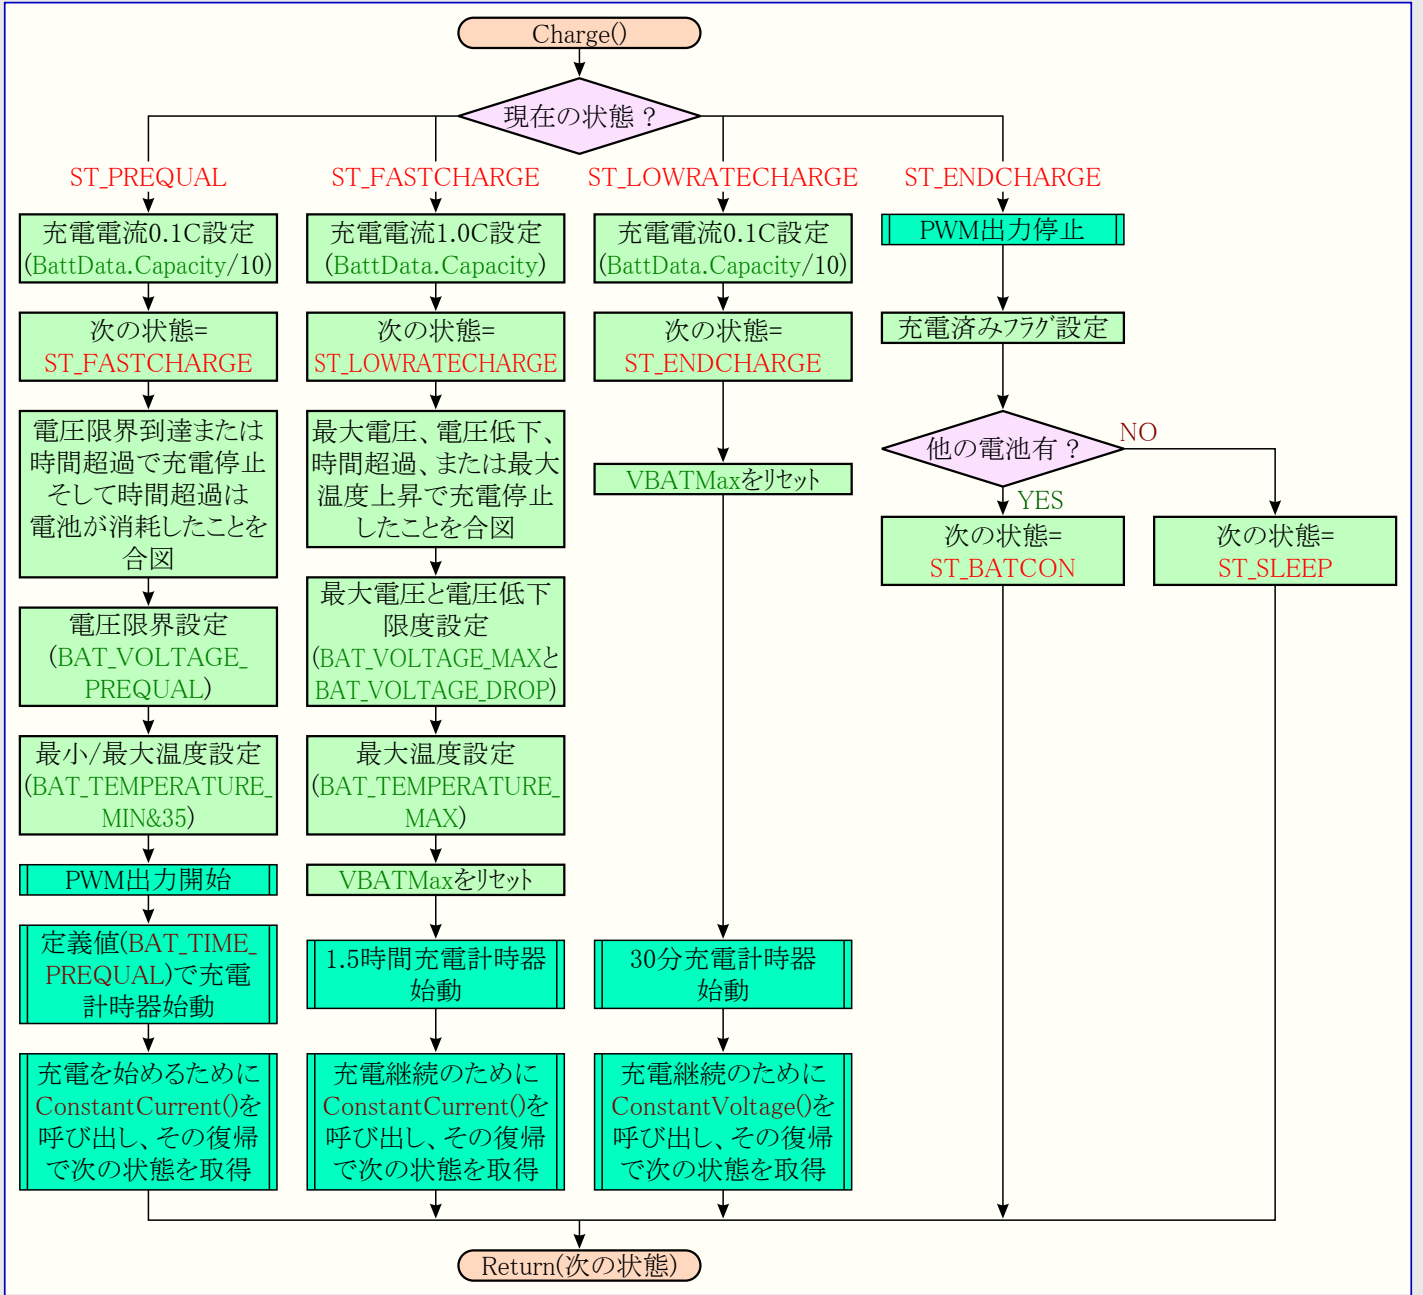 Charge()
現在の状態?
ST_PREQUAL
充電電流0.1C設定
(BattData.Capacity/10)
次の状態=
ST_FASTCHARGE
電圧限界到達または
時間超過で充電停止
そして時間超過は
電池が消耗したことを
合図
電圧限界設定
(BAT_VOLTAGE_
PREQUAL)
最小/最大温度設定
(BAT_TEMPERATURE_
MIN&35)
PWM出力開始
定義値(BAT_TIME_
PREQUAL)で充電
計時器始動
充電を始めるために
ConstantCurrent()を
呼び出し、その復帰
で次の状態を取得
ST_FASTCHARGE
充電電流1.0C設定
(BattData.Capacity)
次の状態=
ST_LOWRATECHARGE
最大電圧、電圧低下、
時間超過、または最大
温度上昇で充電停止
したことを合図
最大電圧と電圧低下
限度設定
(BAT_VOLTAGE_MAXと
BAT_VOLTAGE_DROP)
最大温度設定
(BAT_TEMPERATURE_
MAX)
VBATMaxをリセット
1.5時間充電計時器
始動
充電継続のために
ConstantCurrent()を
呼び出し、その復帰
で次の状態を取得
ST_LOWRATECHARGE
充電電流0.1C設定
(BattData.Capacity/10)
次の状態=
ST_ENDCHARGE
VBATMaxをリセット
30分充電計時器
始動
充電継続のために
ConstantVoltage()を
呼び出し、その復帰
で次の状態を取得
ST_ENDCHARGE
PWM出力停止
充電済みフラグ設定
他の電池有?
NO
YES
次の状態=
ST_BATCON
次の状態=
ST_SLEEP
Return(次の状態)